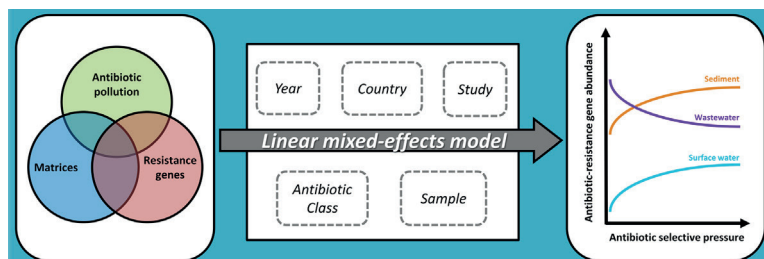 Antibiotic
pollution
Matrices
Resistance
genes
Year
Country
Study
Linear mixed-effects model
Antibiotic
Class
Sample
Antibiotic-resistance gene abundance
Sediment
Wastewater
Surface water
Antibiotic selective pressure